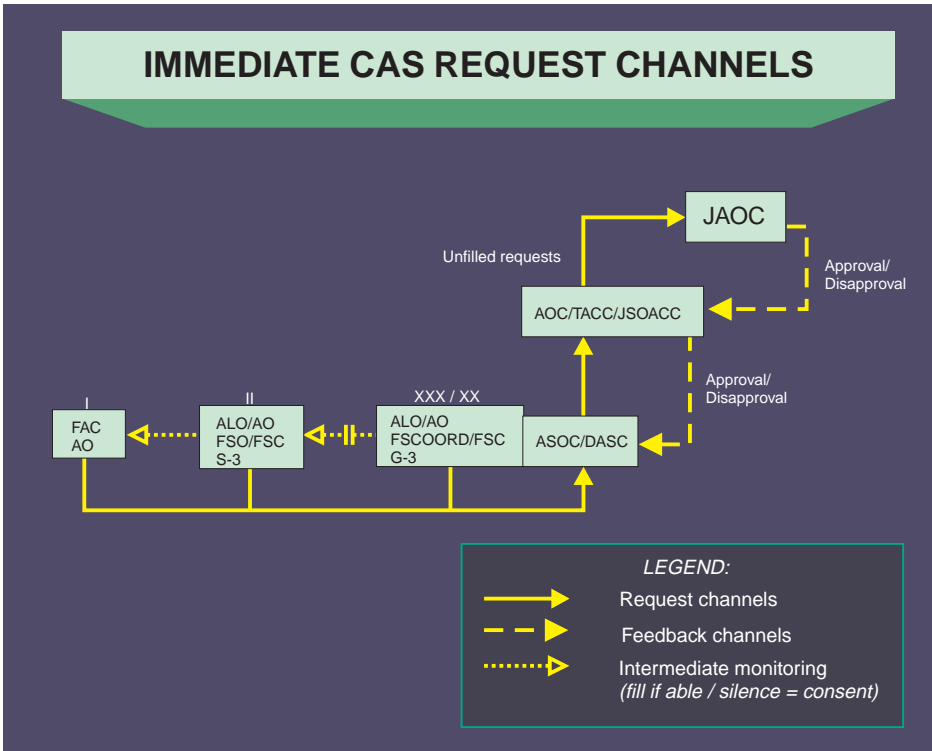 IMMEDIATE CAS REQUEST CHANNELS
JAOC
Unfilled requests
Approval/
Disapproval
AOC/TACC/JSOACC
Approval/
Disapproval
I
FAC
AO
II
ALO/AO
FSO/FSC
S-3
XXX / XX
ALO/AO
FSCOORD/FSC
G-3
ASOC/DASC
LEGEND:
Request channels
Feedback channels
Intermediate monitoring
(fill if able / silence = consent)